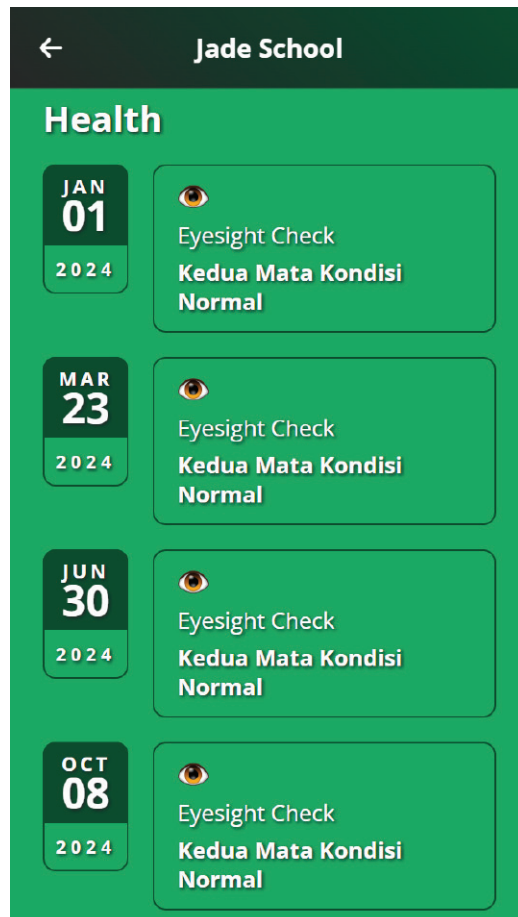 Jade School
Health
JAN
01
2024
Eyesight Check
Kedua Mata Kondisi
Normal
MAR
23
2024
Eyesight Check
Kedua Mata Kondisi
Normal
JUN
30
2024
Eyesight Check
Kedua Mata Kondisi
Normal
OCT
08
2024
Eyesight Check
Kedua Mata Kondisi
Normal